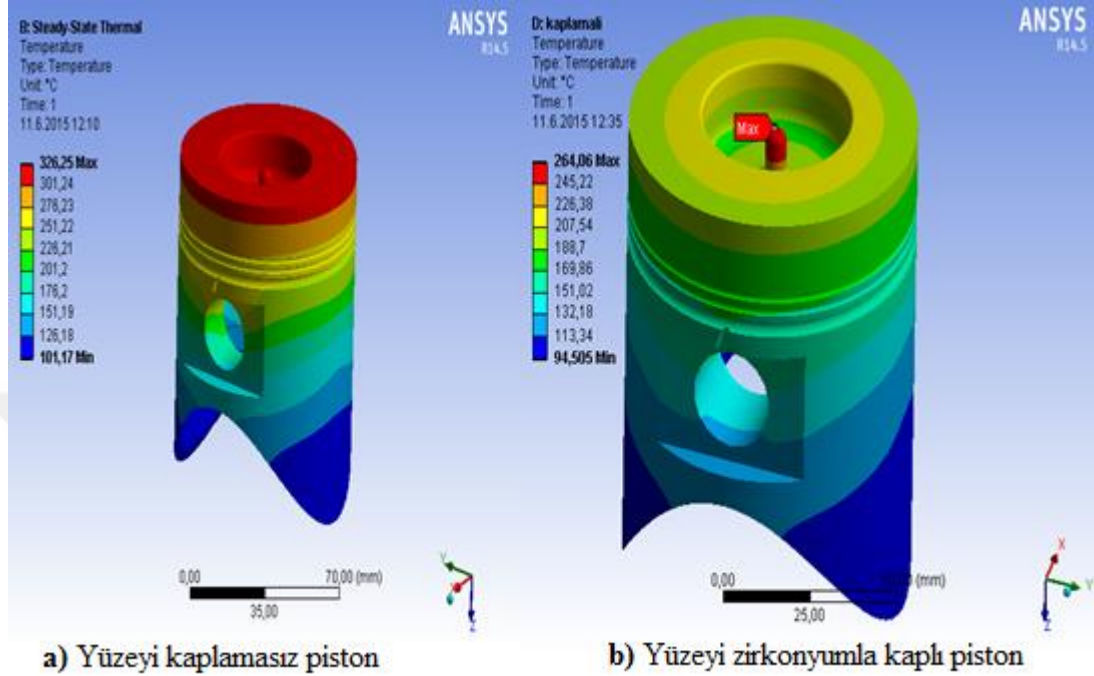 B: Steady-State Thermal
Temperature
Type: Temperature
Unit: °C
Time: 1
11.6.2015 12:10
326,25 Max
301,24
276,23
251,22
226,21
201,2
176,2
151,19
126,18
101,17 Min
ANSYS
R14.5
0,00
70,00 (mm)
35,00
Y
X
Z
a) Yüzeyi kaplamasız piston
D: kaplamali
Temperature
Type: Temperature
Unit: °C
Time: 1
11.6.2015 12:35
264,06 Max
245,22
226,38
207,54
188,7
169,86
151,02
132,18
113,34
94,505 Min
ANSYS
R14.5
Max
0,00
(mm)
25,00
X
Y
Z
b) Yüzeyi zirkonyumla kaplı piston